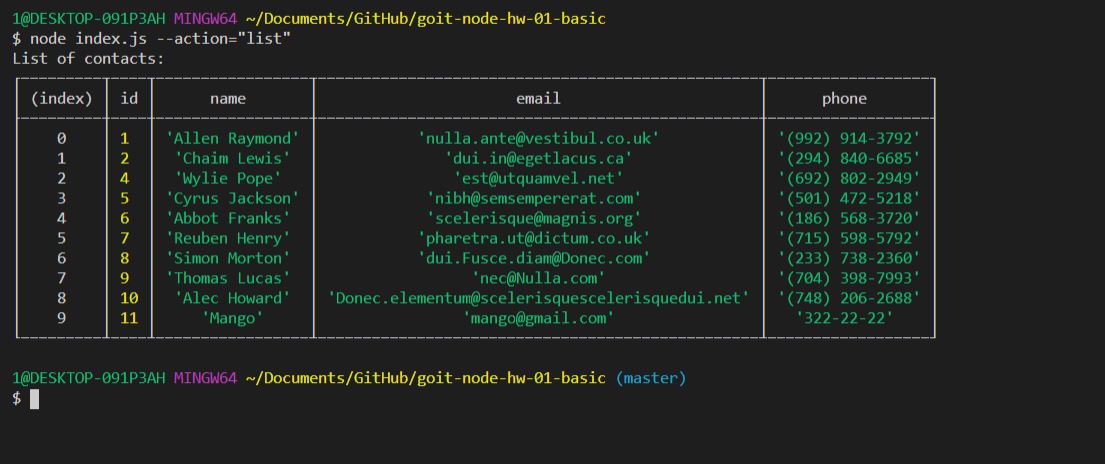 1@DESKTOP-091P3AH MINGW64 ~/Documents/GitHub/goit-node-hw-01-basic
$ node index.js --action="list"
List of contacts:
(index) id name email phone
0 1 'Allen Raymond' 'nulla.ante@vestibul.co.uk' '(992) 914-3792'
1 2 'Chaim Lewis' 'dui.in@egetlacus.ca' '(294) 840-6685'
2 4 'Wylie Pope' 'est@utquamvel.net' '(692) 802-2949'
3 5 'Cyrus Jackson' 'nibh@semsempererat.com' '(501) 472-5218'
4 6 'Abbot Franks' 'scelerisque@magnis.org' '(186) 568-3720'
5 7 'Reuben Henry' 'pharetra.ut@dictum.co.uk' '(715) 598-5792'
6 8 'Simon Morton' 'dui.Fusce.diam@Donec.com' '(233) 738-2360'
7 9 'Thomas Lucas' 'nec@Nulla.com' '(704) 398-7993'
8 10 'Alec Howard' 'Donec.elementum@scelerisquescelerisquedui.net' '(748) 206-2688'
9 11 'Mango' 'mango@gmail.com' '322-22-22'
1@DESKTOP-091P3AH MINGW64 ~/Documents/GitHub/goit-node-hw-01-basic (master)
$